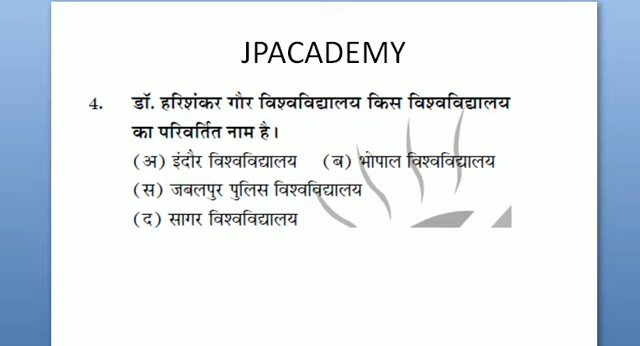 JPACADEMY
4. डॉ. हरिशंकर गौर विश्वविद्यालय किस विश्वविद्यालय
का परिवर्तित नाम है।
(अ) इंदौर विश्वविद्यालय (ब) भोपाल विश्वविद्यालय
(स) जबलपुर पुलिस विश्वविद्यालय
(द) सागर विश्वविद्यालय